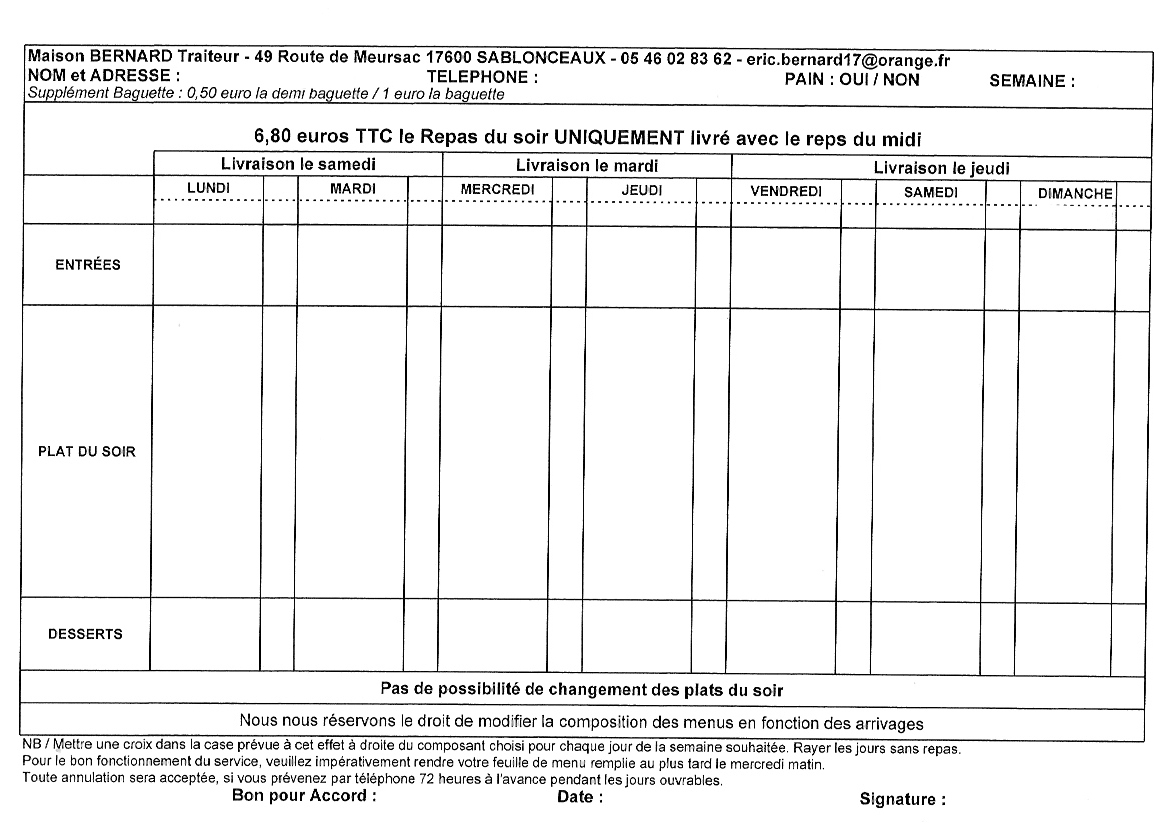 Maison BERNARD Traiteur - 49 Route de Meursac 17600 SABLONCEAUX - 05 46 02 83 62 - eric.bernard17@orange.fr
NOM et ADRESSE : TELEPHONE : PAIN : OUI / NON SEMAINE :
Supplément Baguette : 0,50 euro la demi baguette / 1 euro la baguette
6,80 euros TTC le Repas du soir UNIQUEMENT livré avec le reps du midi
Livraison le samedi Livraison le mardi Livraison le jeudi
LUNDI MARDI MERCREDI JEUDI VENDREDI SAMEDI DIMANCHE
ENTRÉES
PLAT DU SOIR
DESSERTS
Pas de possibilité de changement des plats du soir
Nous nous réservons le droit de modifier la composition des menus en fonction des arrivages
NB / Mettre une croix dans la case prévue à cet effet à droite du composant choisi pour chaque jour de la semaine souhaitée. Rayer les jours sans repas.
Pour le bon fonctionnement du service, veuillez impérativement rendre votre feuille de menu remplie au plus tard le mercredi matin.
Toute annulation sera acceptée, si vous prévenez par téléphone 72 heures à l'avance pendant les jours ouvrables.
Bon pour Accord : Date : Signature :